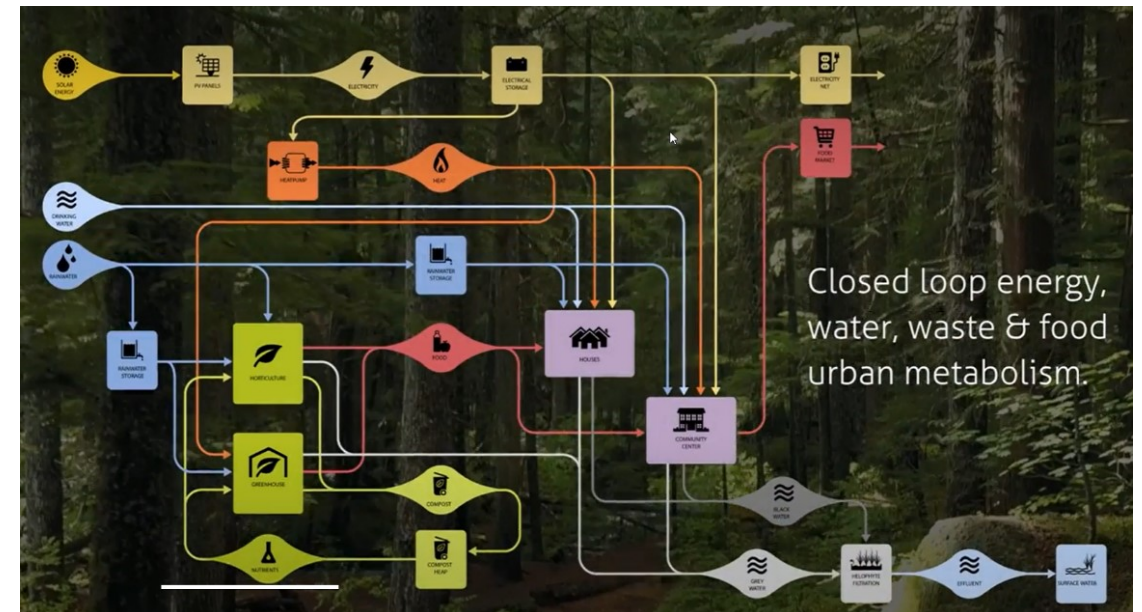 SOLAR
ENERGY
PV PANELS
ELECTRICITY
ELECTRICAL
STORAGE
ELECTRICITY
NET
FOOD
MARKET
HEATPUMP
HEAT
DRINKING
WATER
RAINWATER
RAINWATER
STORAGE
Closed loop energy,
water, waste & food
urban metabolism.
RAINWATER
STORAGE
HORTICULTURE
FOOD
HOUSES
COMMUNITY
CENTER
GREENHOUSE
COMPOST
BLACK
WATER
NUTRIENTS
COMPOST
HEAP
GREY
WATER
HELOPHYTE
FILTRATION
EFFLUENT
SURFACE WATER